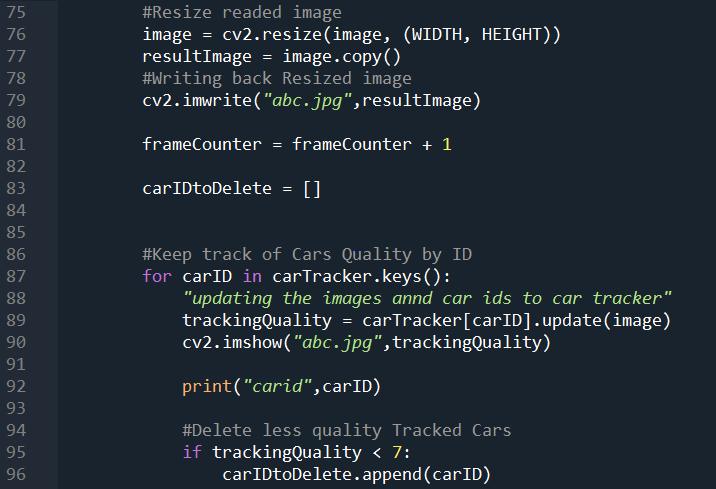 75 #Resize readed image
76 image = cv2.resize(image, (WIDTH, HEIGHT))
77 resultImage = image.copy()
78 #Writing back Resized image
79 cv2.imwrite("abc.jpg",resultImage)
80
81 frameCounter = frameCounter + 1
82
83 carIDtoDelete = []
84
85
86 #Keep track of Cars Quality by ID
87 for carID in carTracker.keys():
88 "updating the images annd car ids to car tracker"
89 trackingQuality = carTracker[carID].update(image)
90 cv2.imshow("abc.jpg",trackingQuality)
91
92 print("carid",carID)
93
94 #Delete less quality Tracked Cars
95 if trackingQuality < 7:
96 carIDtoDelete.append(carID)